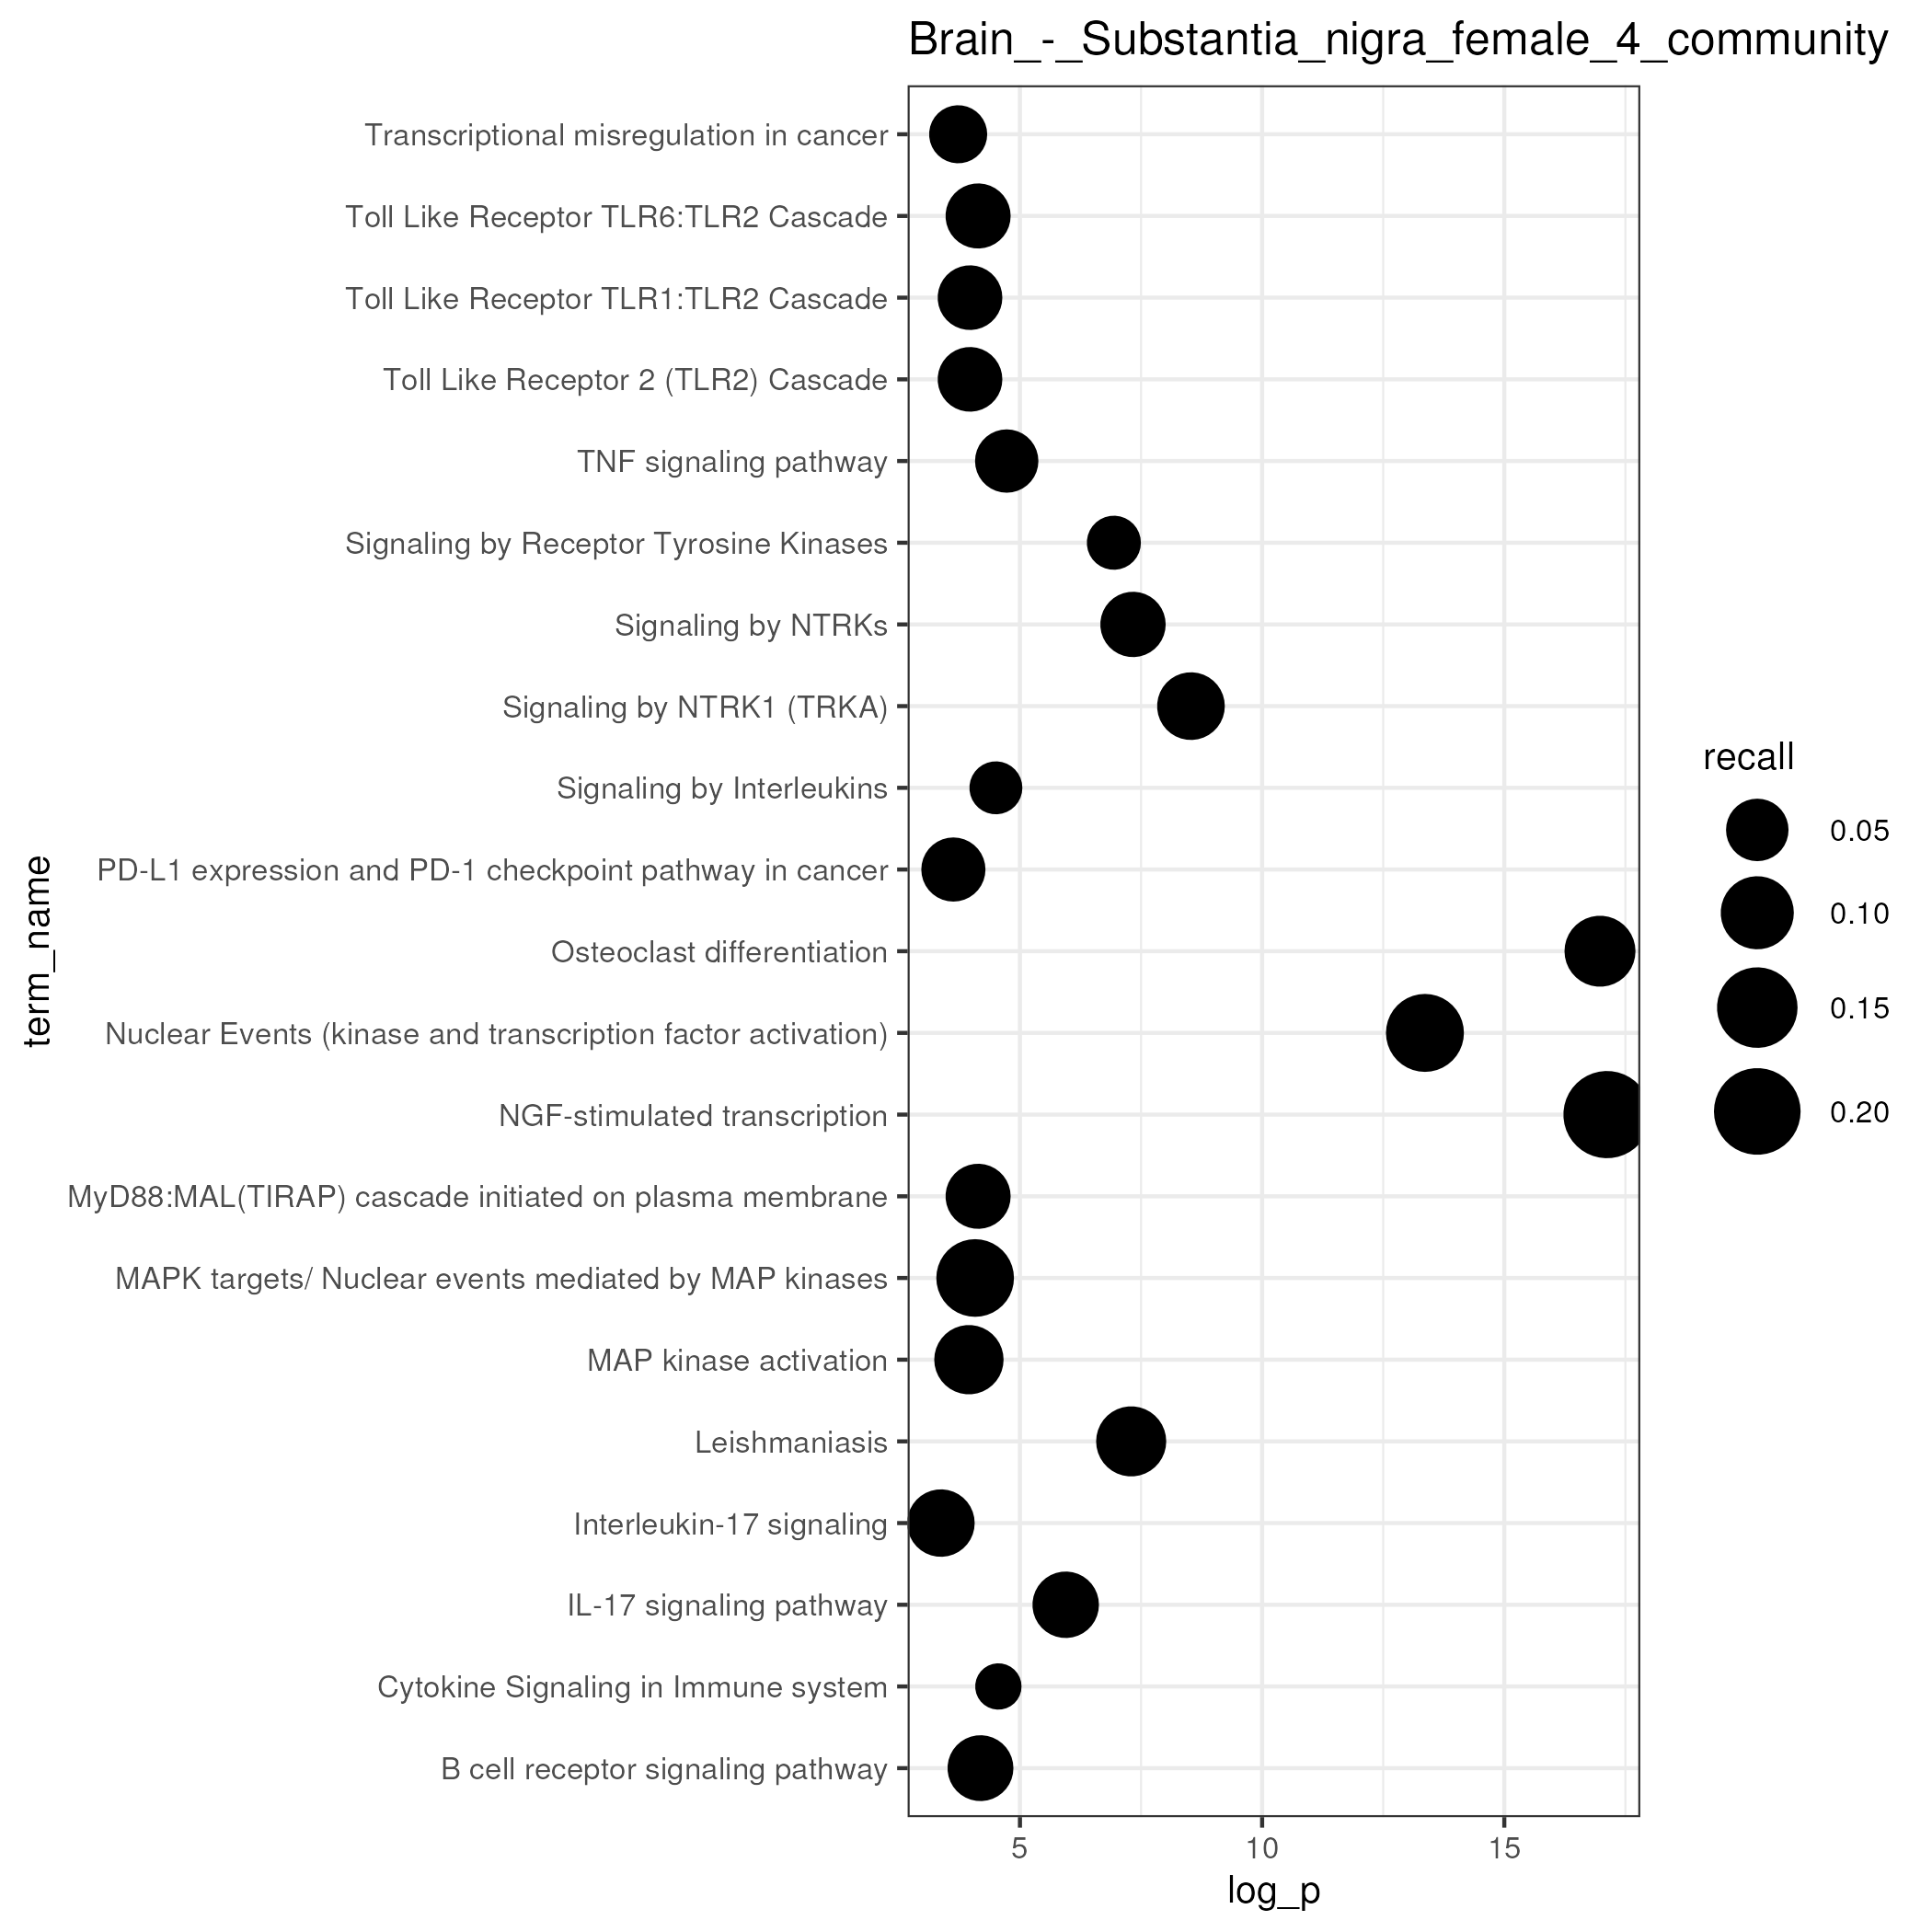 Brain_-_Substantia_nigra_female_4_community
term_name
Transcriptional misregulation in cancer
Toll Like Receptor TLR6:TLR2 Cascade
Toll Like Receptor TLR1:TLR2 Cascade
Toll Like Receptor 2 (TLR2) Cascade
TNF signaling pathway
Signaling by Receptor Tyrosine Kinases
Signaling by NTRKs
Signaling by NTRK1 (TRKA)
Signaling by Interleukins
PD-L1 expression and PD-1 checkpoint pathway in cancer
Osteoclast differentiation
Nuclear Events (kinase and transcription factor activation)
NGF-stimulated transcription
MyD88:MAL(TIRAP) cascade initiated on plasma membrane
MAPK targets/ Nuclear events mediated by MAP kinases
MAP kinase activation
Leishmaniasis
Interleukin-17 signaling
IL-17 signaling pathway
Cytokine Signaling in Immune system
B cell receptor signaling pathway
5 10 15
log_p
recall
0.05
0.10
0.15
0.20